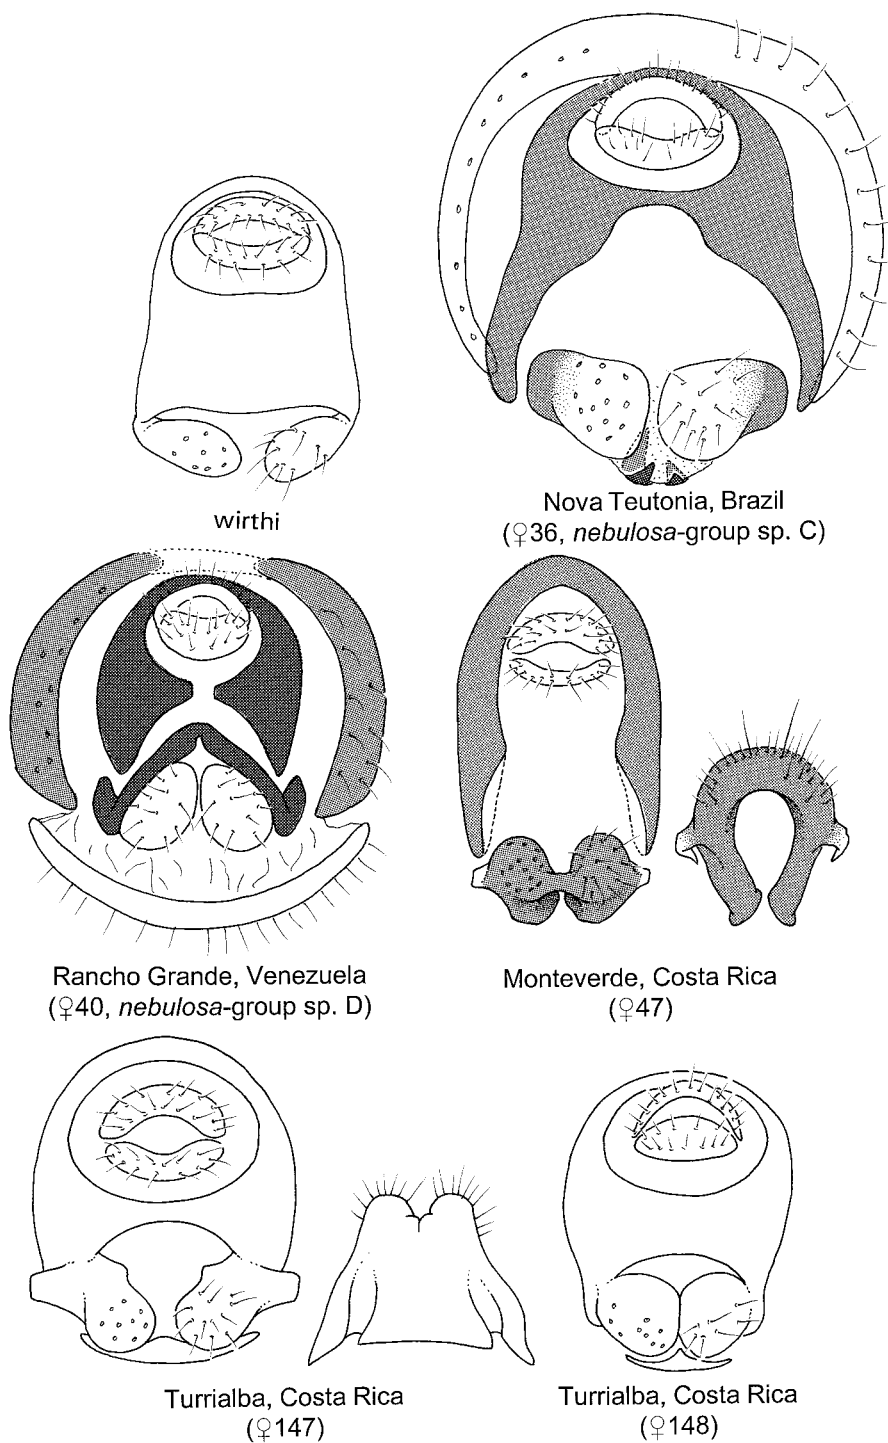 wirthi
Nova Teutonia, Brazil
(♀36, nebulosa-group sp. C)
Rancho Grande, Venezuela
(♀40, nebulosa-group sp. D)
Monteverde, Costa Rica
(♀47)
Turrialba, Costa Rica
(♀147)
Turrialba, Costa Rica
(♀148)